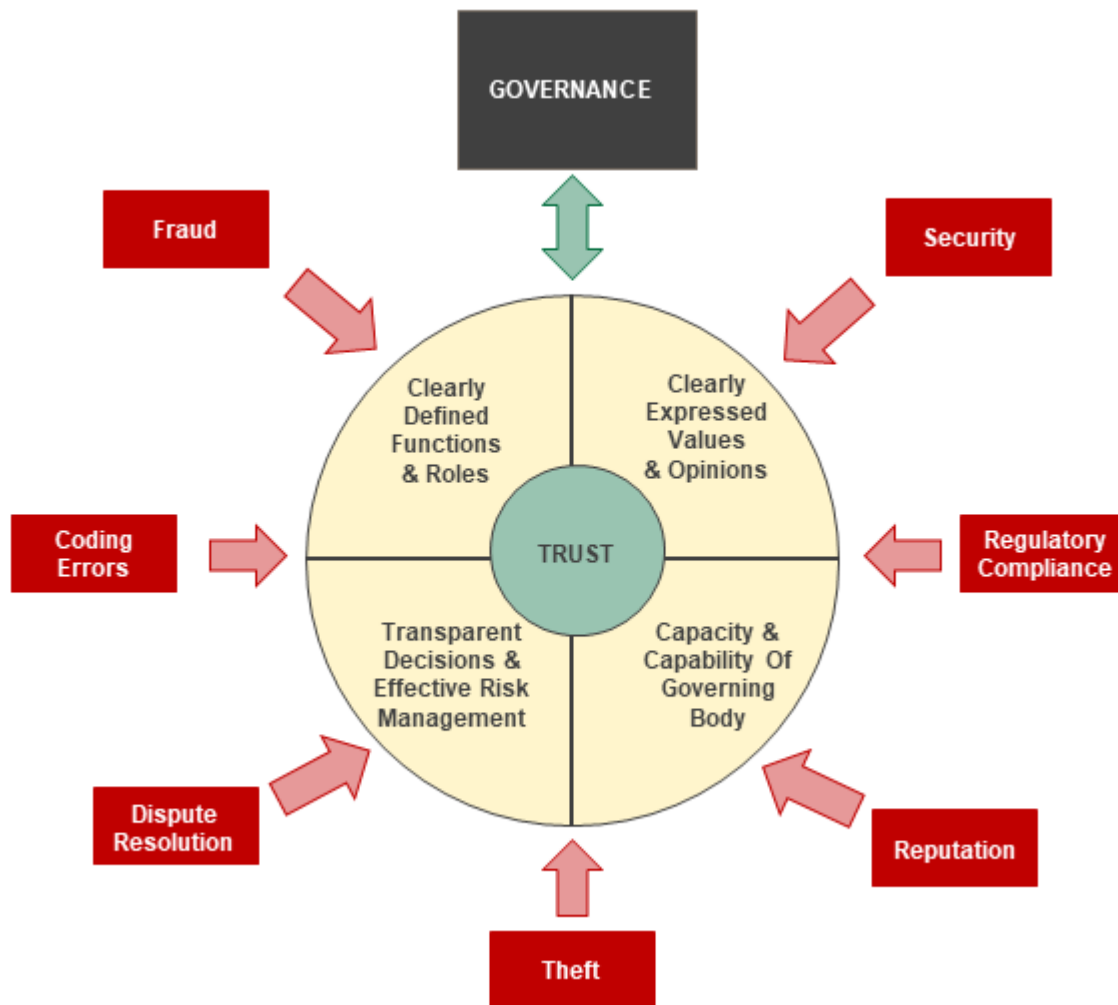 GOVERNANCE
Fraud
Security
Clearly
Defined
Functions
& Roles
Clearly
Expressed
Values
& Opinions
Coding
Errors
TRUST
Regulatory
Compliance
Transparent
Decisions &
Effective Risk
Management
Capacity &
Capability Of
Governing
Body
Dispute
Resolution
Reputation
Theft